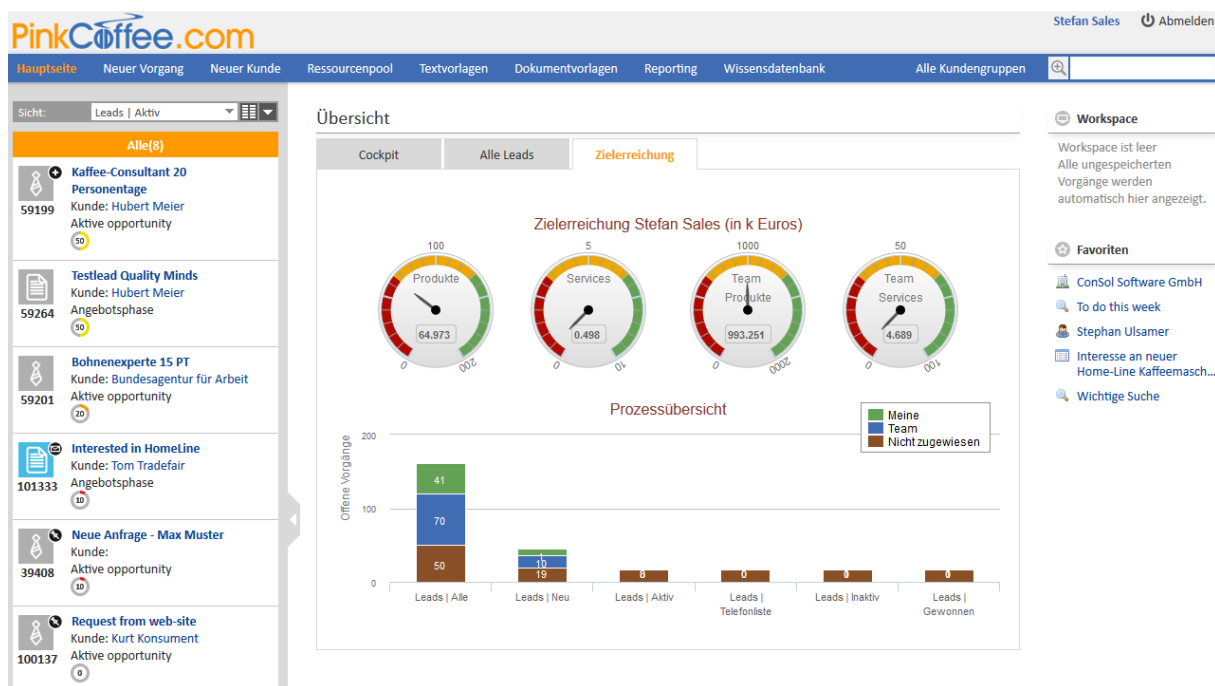 PinkCoffee.com
Stefan Sales Abmelden
Hauptseite Neuer Vorgang Neuer Kunde Ressourcenpool Textvorlagen Dokumentvorlagen Reporting Wissensdatenbank Alle Kundengruppen
Sicht: Leads | Aktiv
Alle(8)
Kaffee-Consultant 20
Personentage
Kunde: Hubert Meier
59199
Aktive opportunity
50
Testlead Quality Minds
Kunde: Hubert Meier
59264
Angebotsphase
50
Bohnenexperte 15 PT
Kunde: Bundesagentur für Arbeit
59201
Aktive opportunity
20
Interested in HomeLine
Kunde: Tom Tradefair
101333
Angebotsphase
10
Neue Anfrage - Max Muster
Kunde:
39408
Aktive opportunity
10
Request from web-site
Kunde: Kurt Konsument
100137
Aktive opportunity
0
Übersicht
Cockpit Alle Leads Zielerreichung
Zielerreichung Stefan Sales (in k Euros)
100 5 1000 50
Produkte Services Team Team
Produkte Services
64.973 0.498 993.251 4.689
0 200 0 10 0 2000 0 100
Prozessübersicht
Meine
Team
Nicht zugewiesen
Offene Vorgänge
200
100
0
41
70
50
1
10
19
8
0
0
0
Leads | Alle Leads | Neu Leads | Aktiv Leads | Leads | Inaktiv Leads |
Telefonliste Gewonnen
Workspace
Workspace ist leer
Alle ungespeicherten
Vorgänge werden
automatisch hier angezeigt.
Favoriten
ConSol Software GmbH
To do this week
Stephan Ulsamer
Interesse an neuer
Home-Line Kaffeemasch...
Wichtige Suche